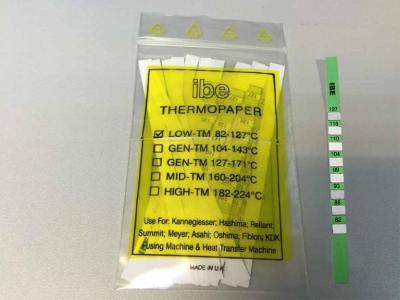 ibe
THERMOPAPER
LOW-TM 82-127°C
GEN-TM 104-143°C
GEN-TM 127-171°C
MID-TM 160-204°C
HIGH-TM 182-224°C
Use For: Kannegiesser; Hashima; Reliant;
Summit; Meyer; Asahi; Oshima; Fiblon; KDK
Fusing Machine & Heat Transfer Machine
MADE IN U.K
IBE
127
116
110
104
99
93
88
82